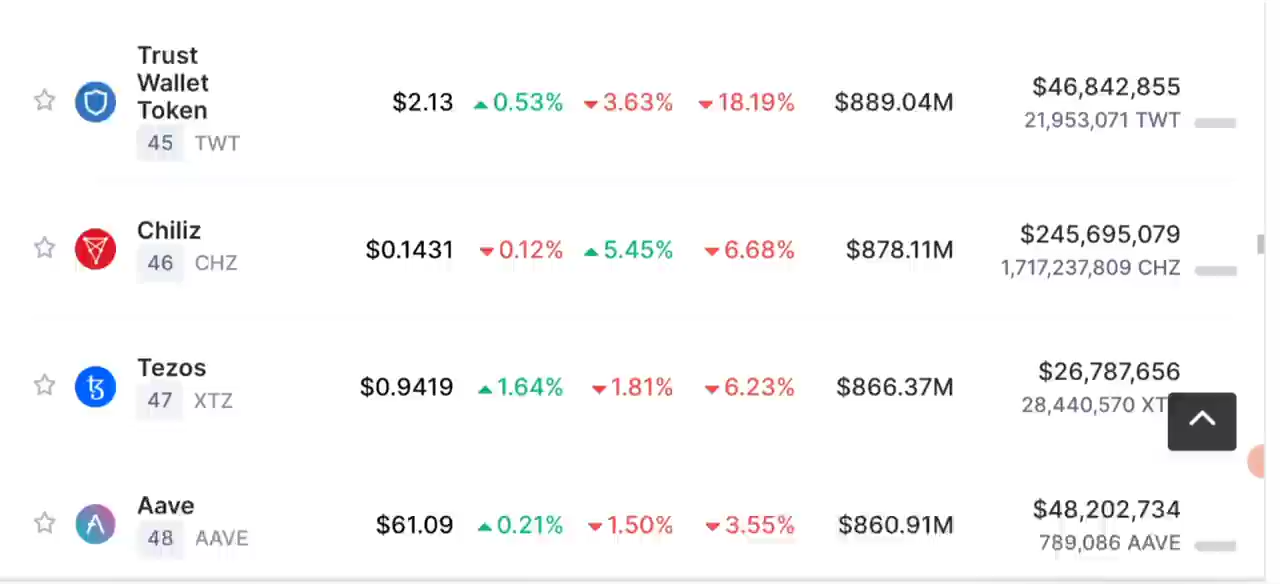 Trust
Wallet
Token
45 TWT
$2.13 0.53% 3.63% 18.19% $889.04M
$46,842,855
21,953,071 TWT
Chiliz
46 CHZ
$0.1431 0.12% 5.45% 6.68% $878.11M
$245,695,079
1,717,237,809 CHZ
Tezos
47 XTZ
$0.9419 1.64% 1.81% 6.23% $866.37M
$26,787,656
28,440,570 XT
Aave
48 AAVE
$61.09 0.21% 1.50% 3.55% $860.91M
$48,202,734
789,086 AAVE